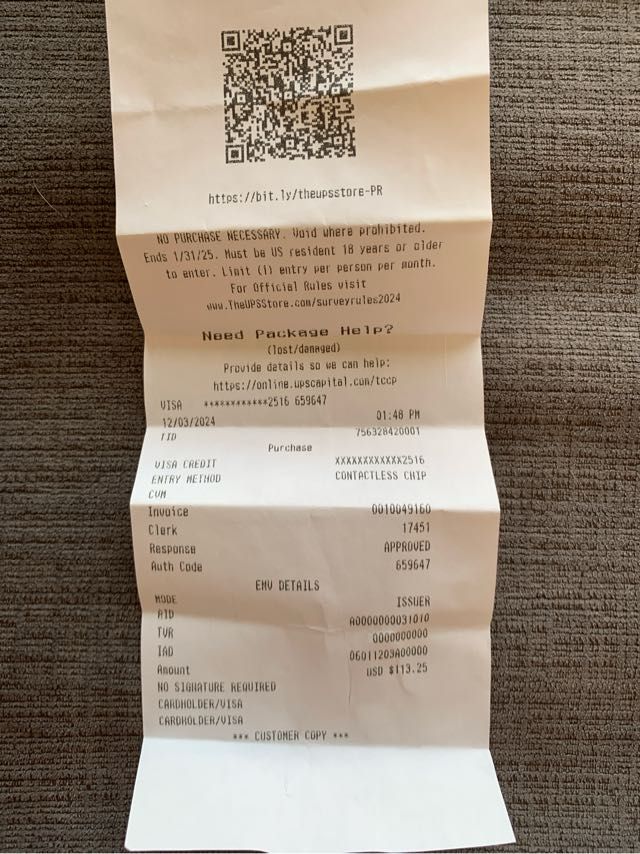 https://bit.ly/theupsstore-PR
NO PURCHASE NECESSARY. Void where prohibited.
Ends 1/31/25. Must be US resident 18 years or older
to enter. Limit (1) entry per person per month.
For Official Rules visit
www.TheUPSStore.com/surveyrules2024
Need Package Help?
(lost/damaged)
Provide details so we can help:
https://online.upscapital.com/tccp
VISA ************2516 659647
12/03/2024 01:48 PM
TID 756328420001
Purchase
VISA CREDIT XXXXXXXXXXXX2516
ENTRY METHOD CONTACTLESS CHIP
CVM
Invoice 0010049160
Clerk 17451
Response APPROVED
Auth Code 659647
EMV DETAILS
MODE ISSUER
AID A0000000031010
TVR 0000000000
IAD 06011203A00000
Amount USD $113.25
NO SIGNATURE REQUIRED
CARDHOLDER/VISA
CARDHOLDER/VISA
*** CUSTOMER COPY ***